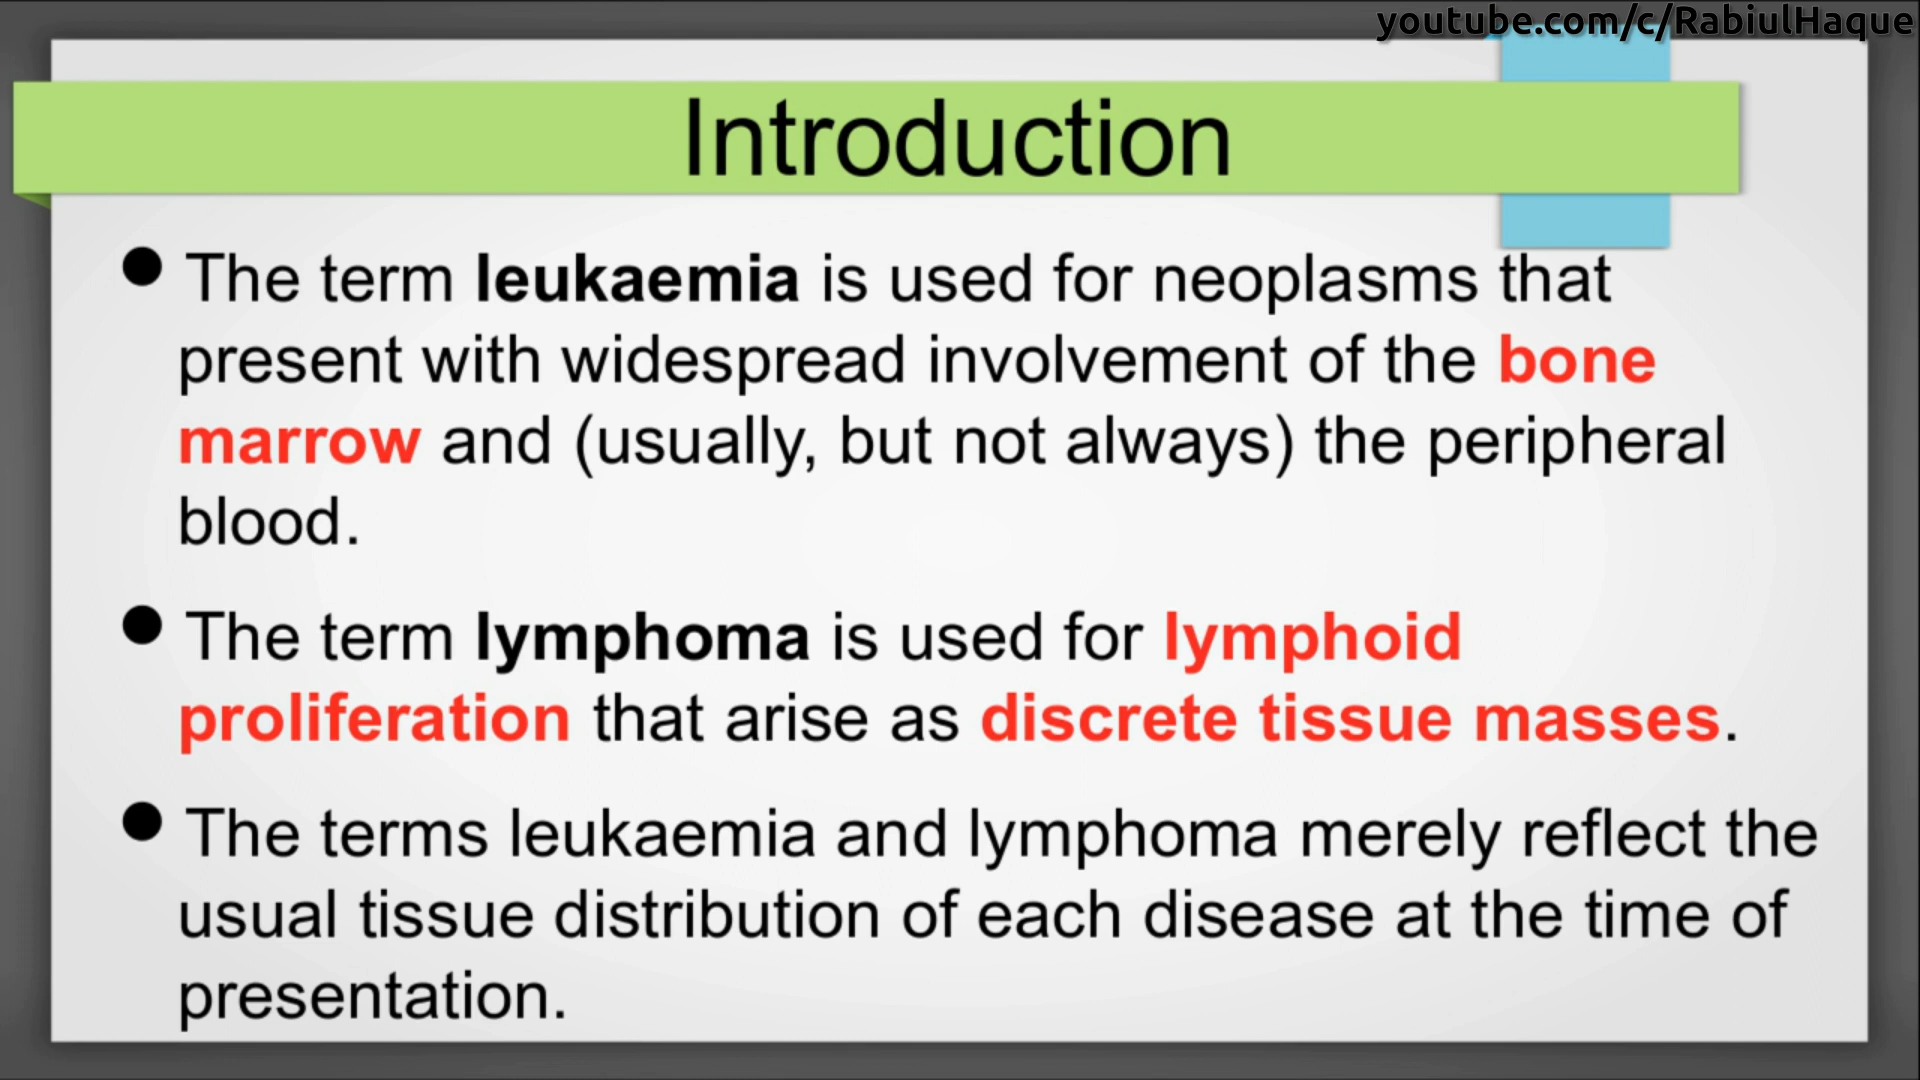 youtube.com/c/RabiulHaque
Introduction
● The term leukaemia is used for neoplasms that
present with widespread involvement of the bone
marrow and (usually, but not always) the peripheral
blood.
● The term lymphoma is used for lymphoid
proliferation that arise as discrete tissue masses.
● The terms leukaemia and lymphoma merely reflect the
usual tissue distribution of each disease at the time of
presentation.